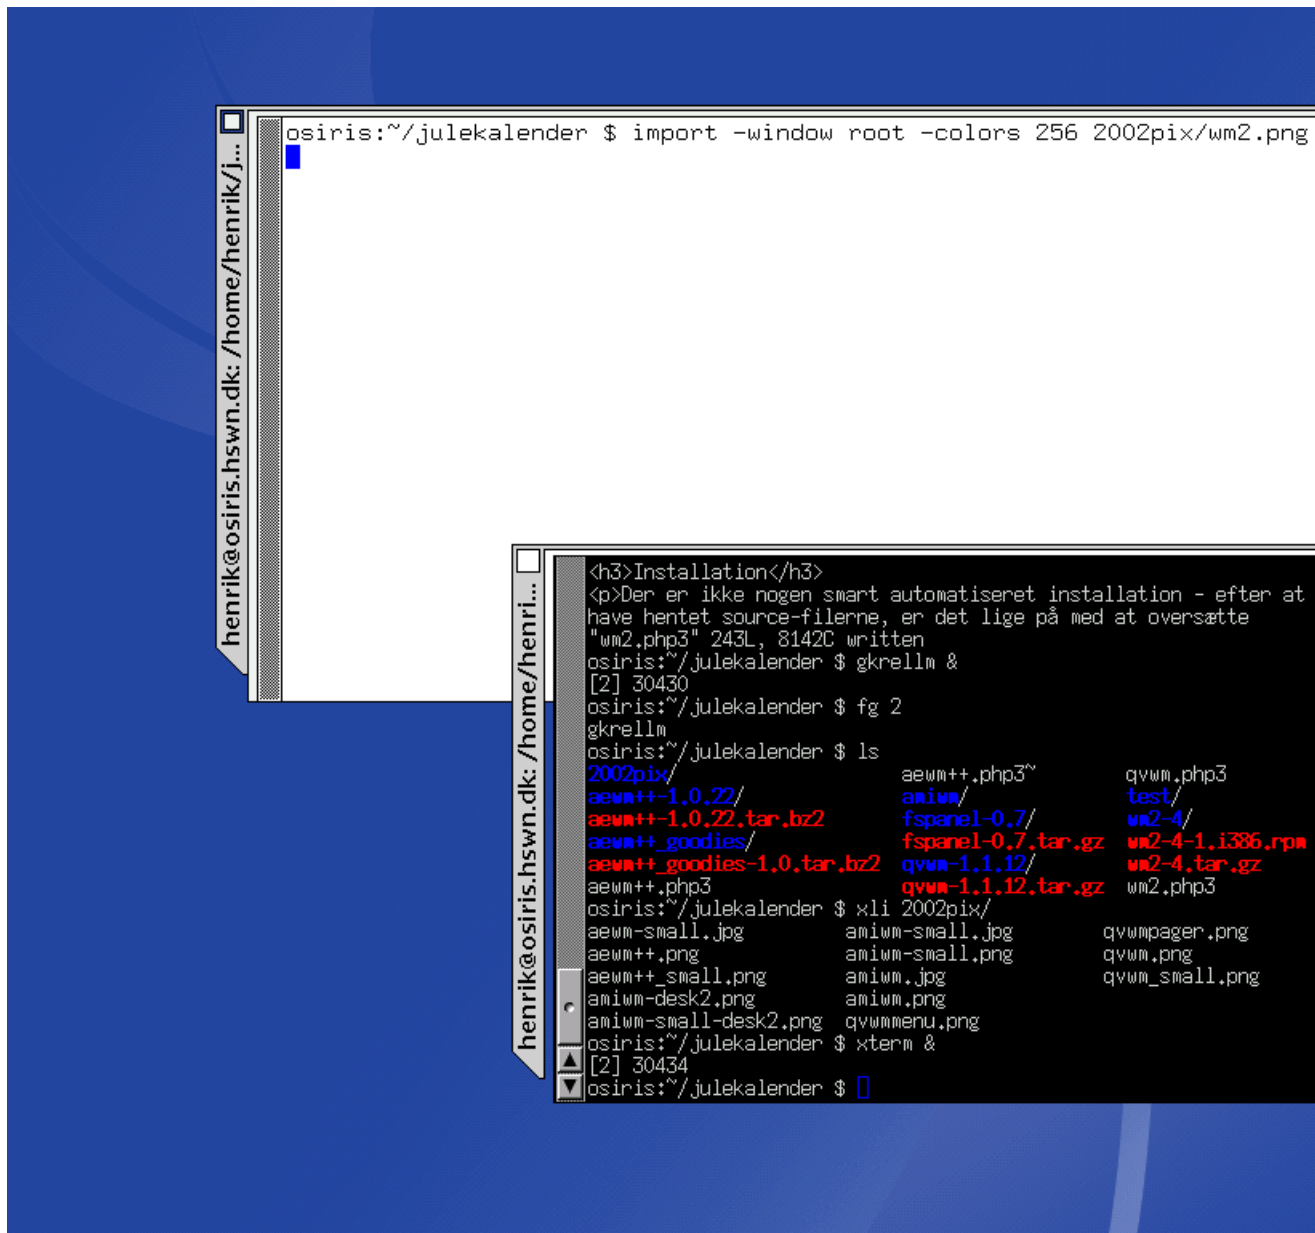 henrik@osiris.hswn.dk: /home/henrik/j...
osiris:~/julekalender $ import -window root -colors 256 2002pix/wm2.png
henrik@osiris.hswn.dk: /home/henri...
<h3>Installation</h3>
<p>Der er ikke nogen smart automatiseret installation - efter at
have hentet source-filerne, er det lige på med at oversætte
"wm2.php3" 243L, 8142C written
osiris:~/julekalender $ gkrellm &
[2] 30430
osiris:~/julekalender $ fg 2
gkrellm
osiris:~/julekalender $ ls
2002pix/ aewm++.php3~ qvwm.php3
aewm++-1.0.22/ amiwm/ test/
aewm++-1.0.22.tar.bz2 fspanel-0.7/ wm2-4/
aewm++_goodies/ fspanel-0.7.tar.gz wm2-4-1.i386.rpm
aewm++_goodies-1.0.tar.bz2 qvwm-1.1.12/ wm2-4.tar.gz
aewm++.php3 qvwm-1.1.12.tar.gz wm2.php3
osiris:~/julekalender $ xli 2002pix/
aewm-small.jpg amiwm-small.jpg qvwmpager.png
aewm++.png amiwm-small.png qvwm.png
aewm++_small.png amiwm.jpg qvwm_small.png
amiwm-desk2.png amiwm.png
amiwm-small-desk2.png qvwmmenu.png
osiris:~/julekalender $ xterm &
[2] 30434
osiris:~/julekalender $